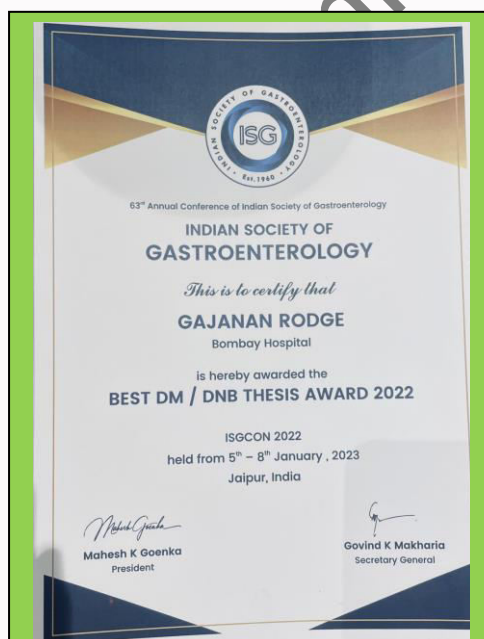 INDIAN SOCIETY OF GASTROENTEROLOGY
ISG
Est. 1960
63rd Annual Conference of Indian Society of Gastroenterology
INDIAN SOCIETY OF
GASTROENTEROLOGY
This is to certify that
GAJANAN RODGE
Bombay Hospital
is hereby awarded the
BEST DM / DNB THESIS AWARD 2022
ISGCON 2022
held from 5th – 8th January , 2023
Jaipur, India
Mahesh Goenka
Mahesh K Goenka
President
Govind K Makharia
Secretary General